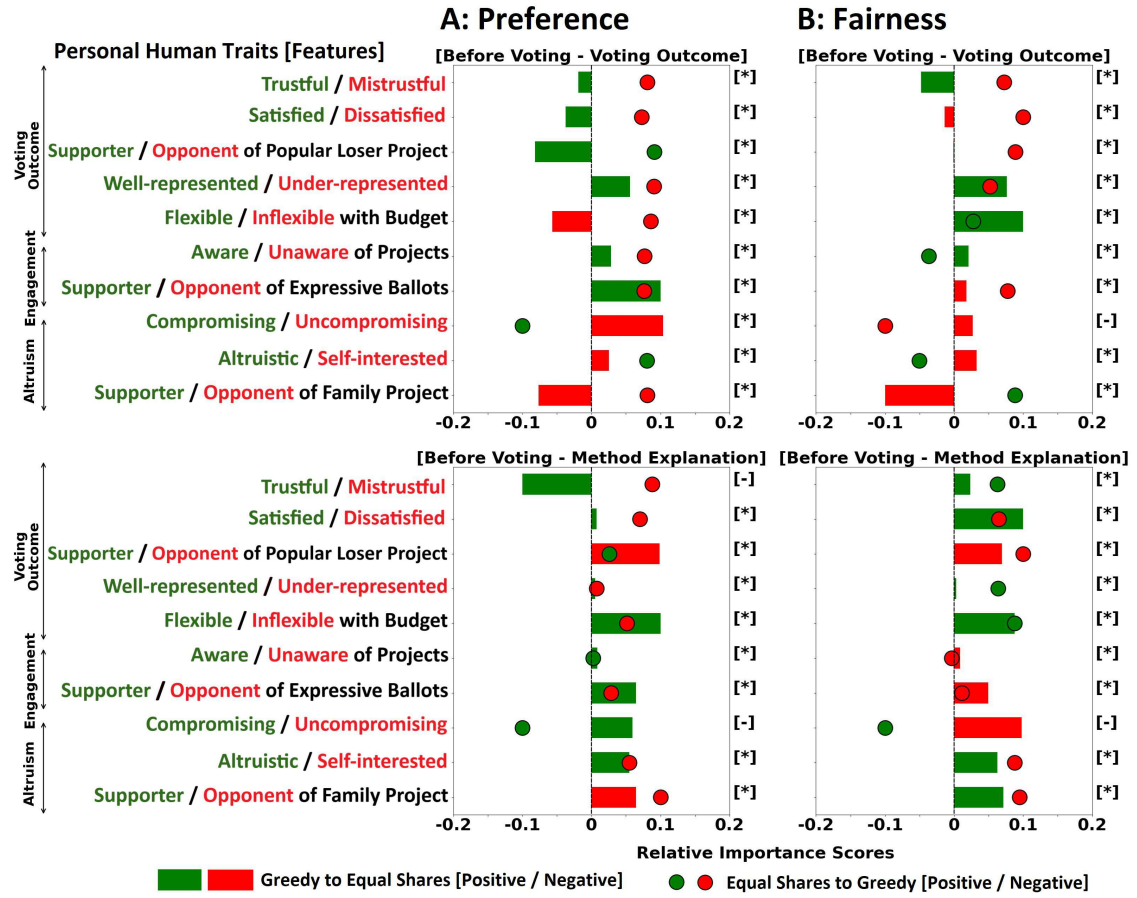 A: Preference
B: Fairness
Personal Human Traits [Features]
[Before Voting - Voting Outcome]
[Before Voting - Voting Outcome]
Voting Outcome
Trustful / Mistrustful
[*]
[*]
Satisfied / Dissatisfied
[*]
[*]
Supporter / Opponent of Popular Loser Project
[*]
[*]
Well-represented / Under-represented
[*]
[*]
Flexible / Inflexible with Budget
[*]
[*]
Engagement
Aware / Unaware of Projects
[*]
[*]
Supporter / Opponent of Expressive Ballots
[*]
[*]
Altruism
Compromising / Uncompromising
[*]
[-]
Altruistic / Self-interested
[*]
[*]
Supporter / Opponent of Family Project
[*]
[*]
-0.2 -0.1 0 0.1 0.2
-0.2 -0.1 0 0.1 0.2
[Before Voting - Method Explanation]
[Before Voting - Method Explanation]
Voting Outcome
Trustful / Mistrustful
[-]
[*]
Satisfied / Dissatisfied
[*]
[*]
Supporter / Opponent of Popular Loser Project
[*]
[*]
Well-represented / Under-represented
[*]
[*]
Flexible / Inflexible with Budget
[*]
[*]
Engagement
Aware / Unaware of Projects
[*]
[*]
Supporter / Opponent of Expressive Ballots
[*]
[*]
Altruism
Compromising / Uncompromising
[-]
[-]
Altruistic / Self-interested
[*]
[*]
Supporter / Opponent of Family Project
[*]
[*]
-0.2 -0.1 0 0.1 0.2
-0.2 -0.1 0 0.1 0.2
Relative Importance Scores
Greedy to Equal Shares [Positive / Negative]
Equal Shares to Greedy [Positive / Negative]